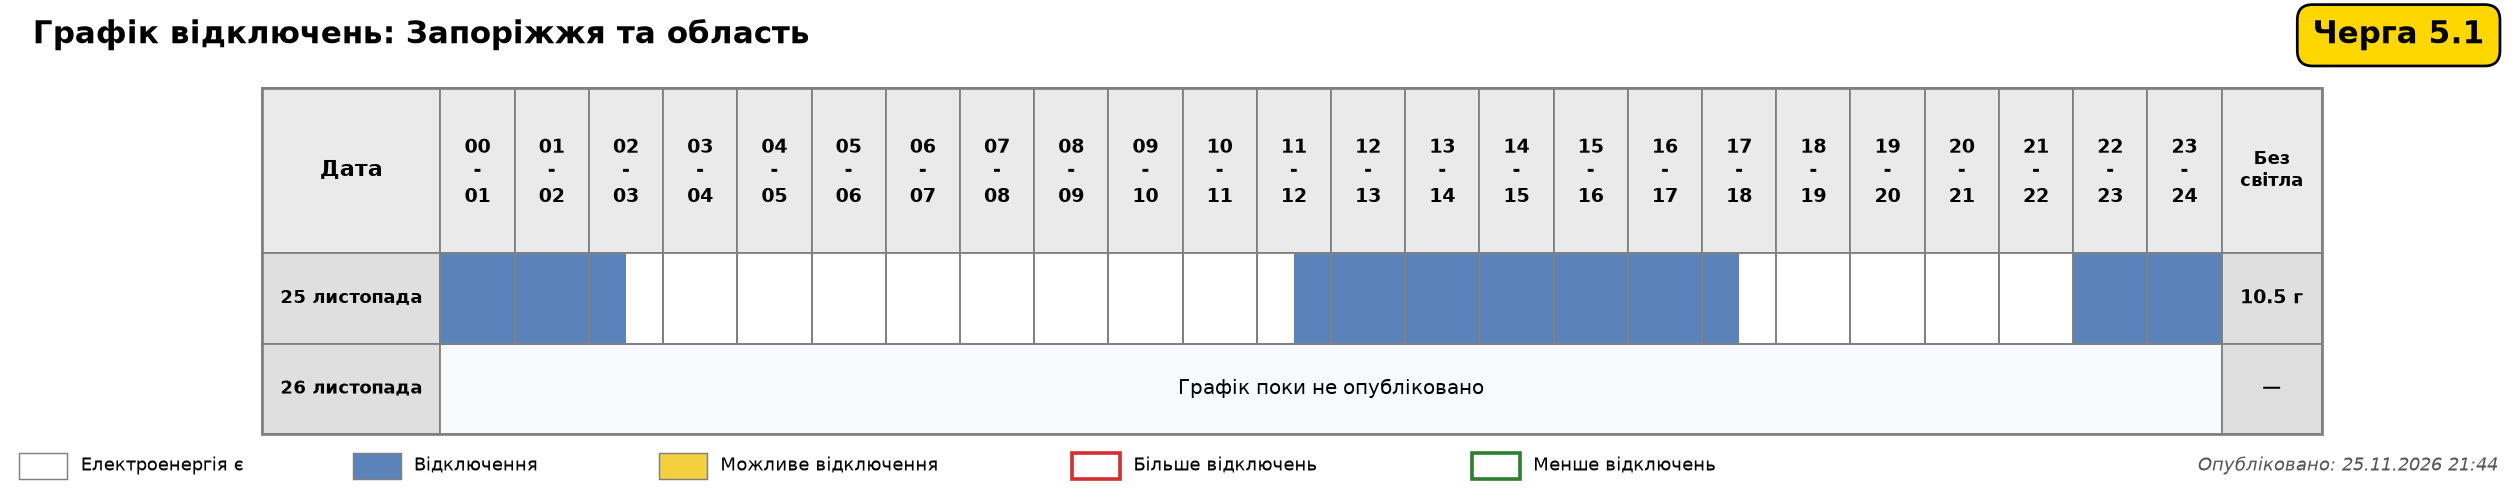 Графік відключень: Запоріжжя та область
Черга 5.1
Дата
00 - 01
01 - 02
02 - 03
03 - 04
04 - 05
05 - 06
06 - 07
07 - 08
08 - 09
09 - 10
10 - 11
11 - 12
12 - 13
13 - 14
14 - 15
15 - 16
16 - 17
17 - 18
18 - 19
19 - 20
20 - 21
21 - 22
22 - 23
23 - 24
Без
світла
25 листопада
10.5 г
26 листопада
Графік поки не опубліковано
—
Електроенергія є
Відключення
Можливе відключення
Більше відключень
Менше відключень
Опубліковано: 25.11.2026 21:44